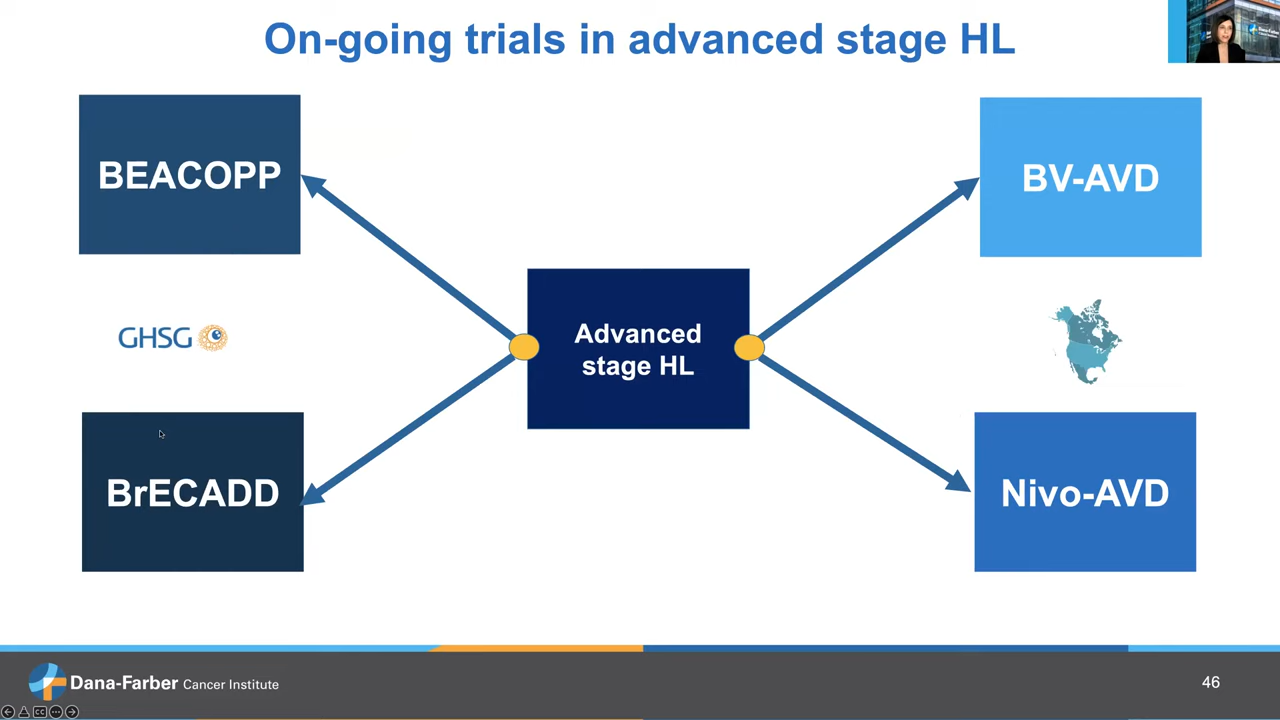 On-going trials in advanced stage HL
BEACOPP
BV-AVD
Advanced
stage HL
GHSG
BrECADD
Nivo-AVD
Dana-Farber Cancer Institute
46